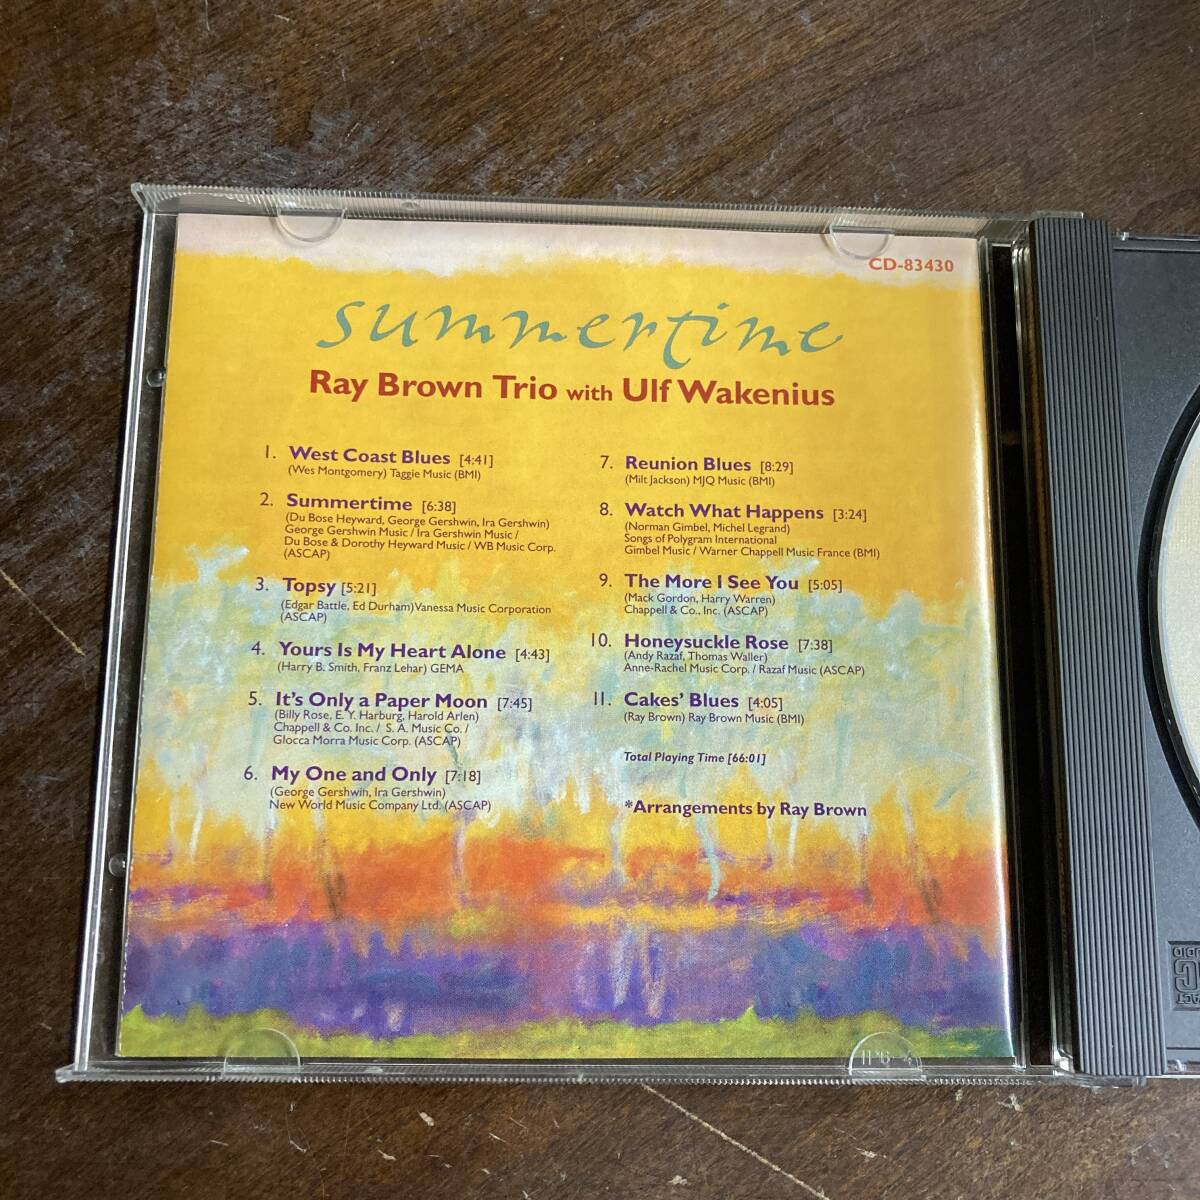 CD-83430
summertime
Ray Brown Trio with Ulf Wakenius
1. West Coast Blues [4:41]
(Wes Montgomery) Taggie Music (BMI)
2. Summertime [6:38]
(Du Bose Heyward, George Gershwin, Ira Gershwin)
George Gershwin Music / Ira Gershwin Music /
Du Bose & Dorothy Heyward Music / WB Music Corp.
(ASCAP)
3. Topsy [5:21]
(Edgar Battle, Ed Durham)Vanessa Music Corporation
(ASCAP)
4. Yours Is My Heart Alone [4:43]
(Harry B. Smith, Franz Lehar) GEMA
5. It's Only a Paper Moon [7:45]
(Billy Rose, E. Y. Harburg, Harold Arlen)
Chappell & Co. Inc. / S. A. Music Co. /
Glocca Morra Music Corp. (ASCAP)
6. My One and Only [7:18]
(George Gershwin, Ira Gershwin)
New World Music Company Ltd. (ASCAP)
7. Reunion Blues [8:29]
(Milt Jackson) MJQ Music (BMI)
8. Watch What Happens [3:24]
(Norman Gimbel, Michel Legrand)
Songs of Polygram International
Gimbel Music / Warner Chappell Music France (BMI)
9. The More I See You [5:05]
(Mack Gordon, Harry Warren)
Chappell & Co., Inc. (ASCAP)
10. Honeysuckle Rose [7:38]
(Andy Razaf, Thomas Waller)
Anne-Rachel Music Corp. / Razaf Music (ASCAP)
11. Cakes' Blues [4:05]
(Ray Brown) Ray Brown Music (BMI)
Total Playing Time [66:01]
*Arrangements by Ray Brown